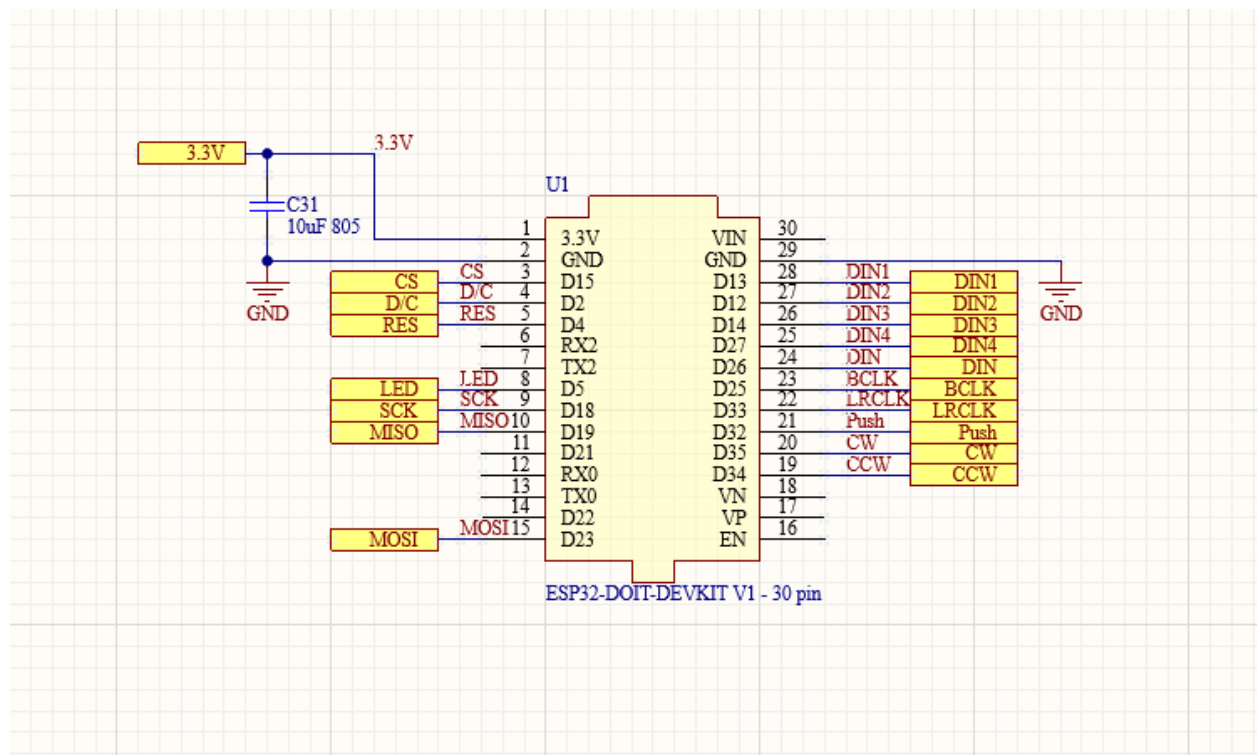 3.3V 3.3V
C31
10uF 805
U1
1 3.3V VIN 30
2 GND GND 29
CS CS 3 D15 D13 28 DIN1 DIN1
D/C D/C 4 D2 D12 27 DIN2 DIN2
RES RES 5 D4 D14 26 DIN3 DIN3
6 RX2 D27 25 DIN4 DIN4
7 TX2 D26 24 DIN DIN
LED LED 8 D5 D25 23 BCLK BCLK
SCK SCK 9 D18 D33 22 LRCLK LRCLK
MISO MISO 10 D19 D32 21 Push Push
11 D21 D35 20 CW CW
12 RX0 D34 19 CCW CCW
13 TX0 VN 18
14 D22 VP 17
MOSI MOSI 15 D23 EN 16
GND
GND
ESP32-DOIT-DEVKIT V1 - 30 pin